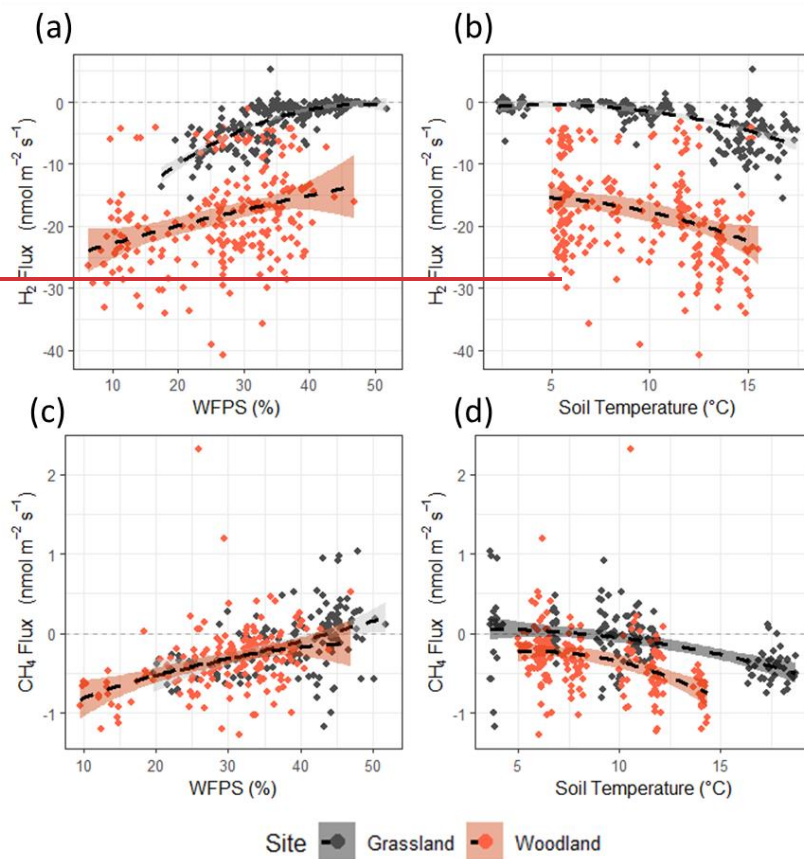 (a)
(b)
H₂ Flux (nmol m⁻² s⁻¹)
0
-10
-20
-30
-40
10
20
30
40
50
WFPS (%)
H₂ Flux (nmol m⁻² s⁻¹)
0
-10
-20
-30
-40
5
10
15
Soil Temperature (°C)
(c)
(d)
CH₄ Flux (nmol m⁻² s⁻¹)
2
1
0
-1
10
20
30
40
50
WFPS (%)
CH₄ Flux (nmol m⁻² s⁻¹)
2
1
0
-1
5
10
15
Soil Temperature (°C)
Site Grassland Woodland